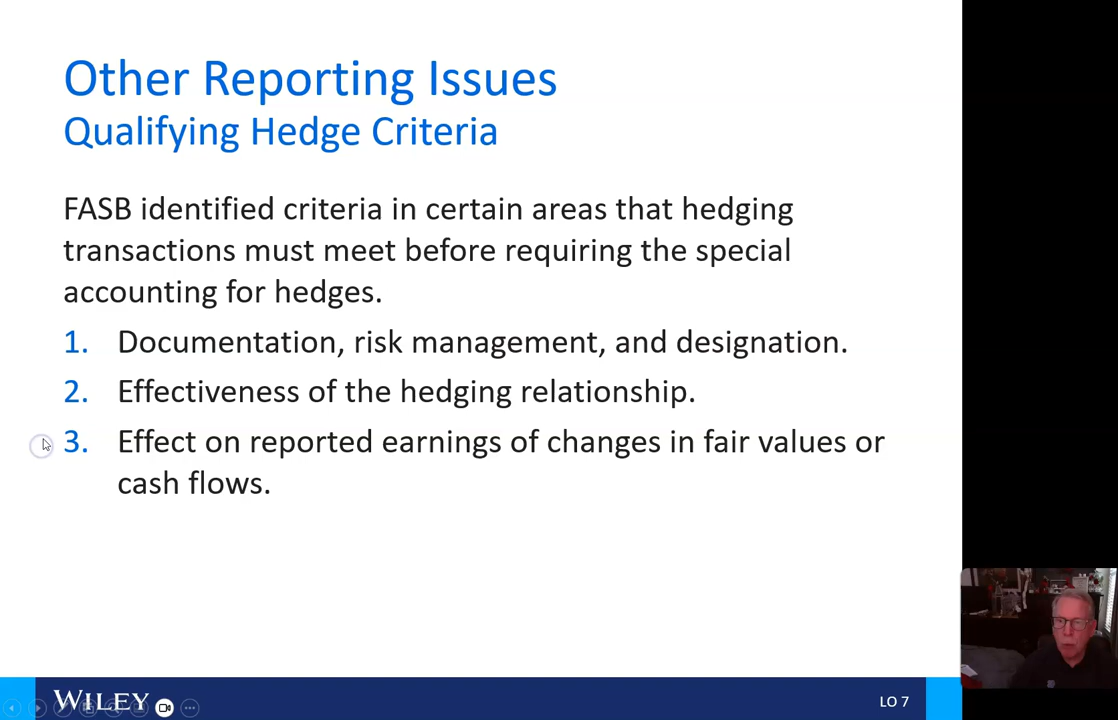 Other Reporting Issues
Qualifying Hedge Criteria
FASB identified criteria in certain areas that hedging
transactions must meet before requiring the special
accounting for hedges.
1. Documentation, risk management, and designation.
2. Effectiveness of the hedging relationship.
3. Effect on reported earnings of changes in fair values or
cash flows.
WILEY
LO 7